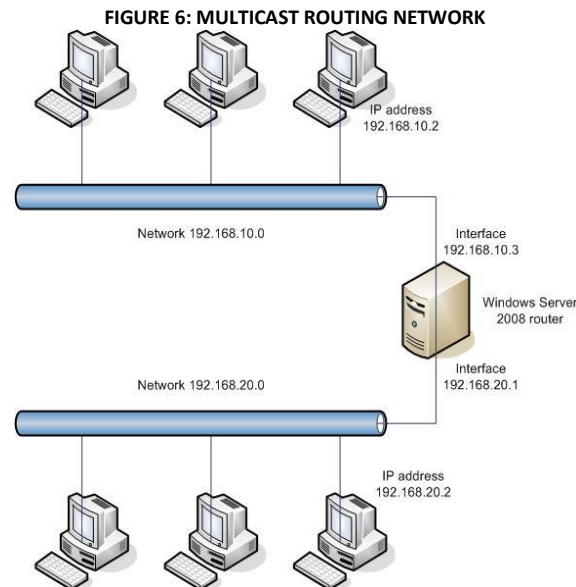 FIGURE 6: MULTICAST ROUTING NETWORK
IP address
192.168.10.2
Network 192.168.10.0
Interface
192.168.10.3
Windows Server
2008 router
Interface
192.168.20.1
Network 192.168.20.0
IP address
192.168.20.2